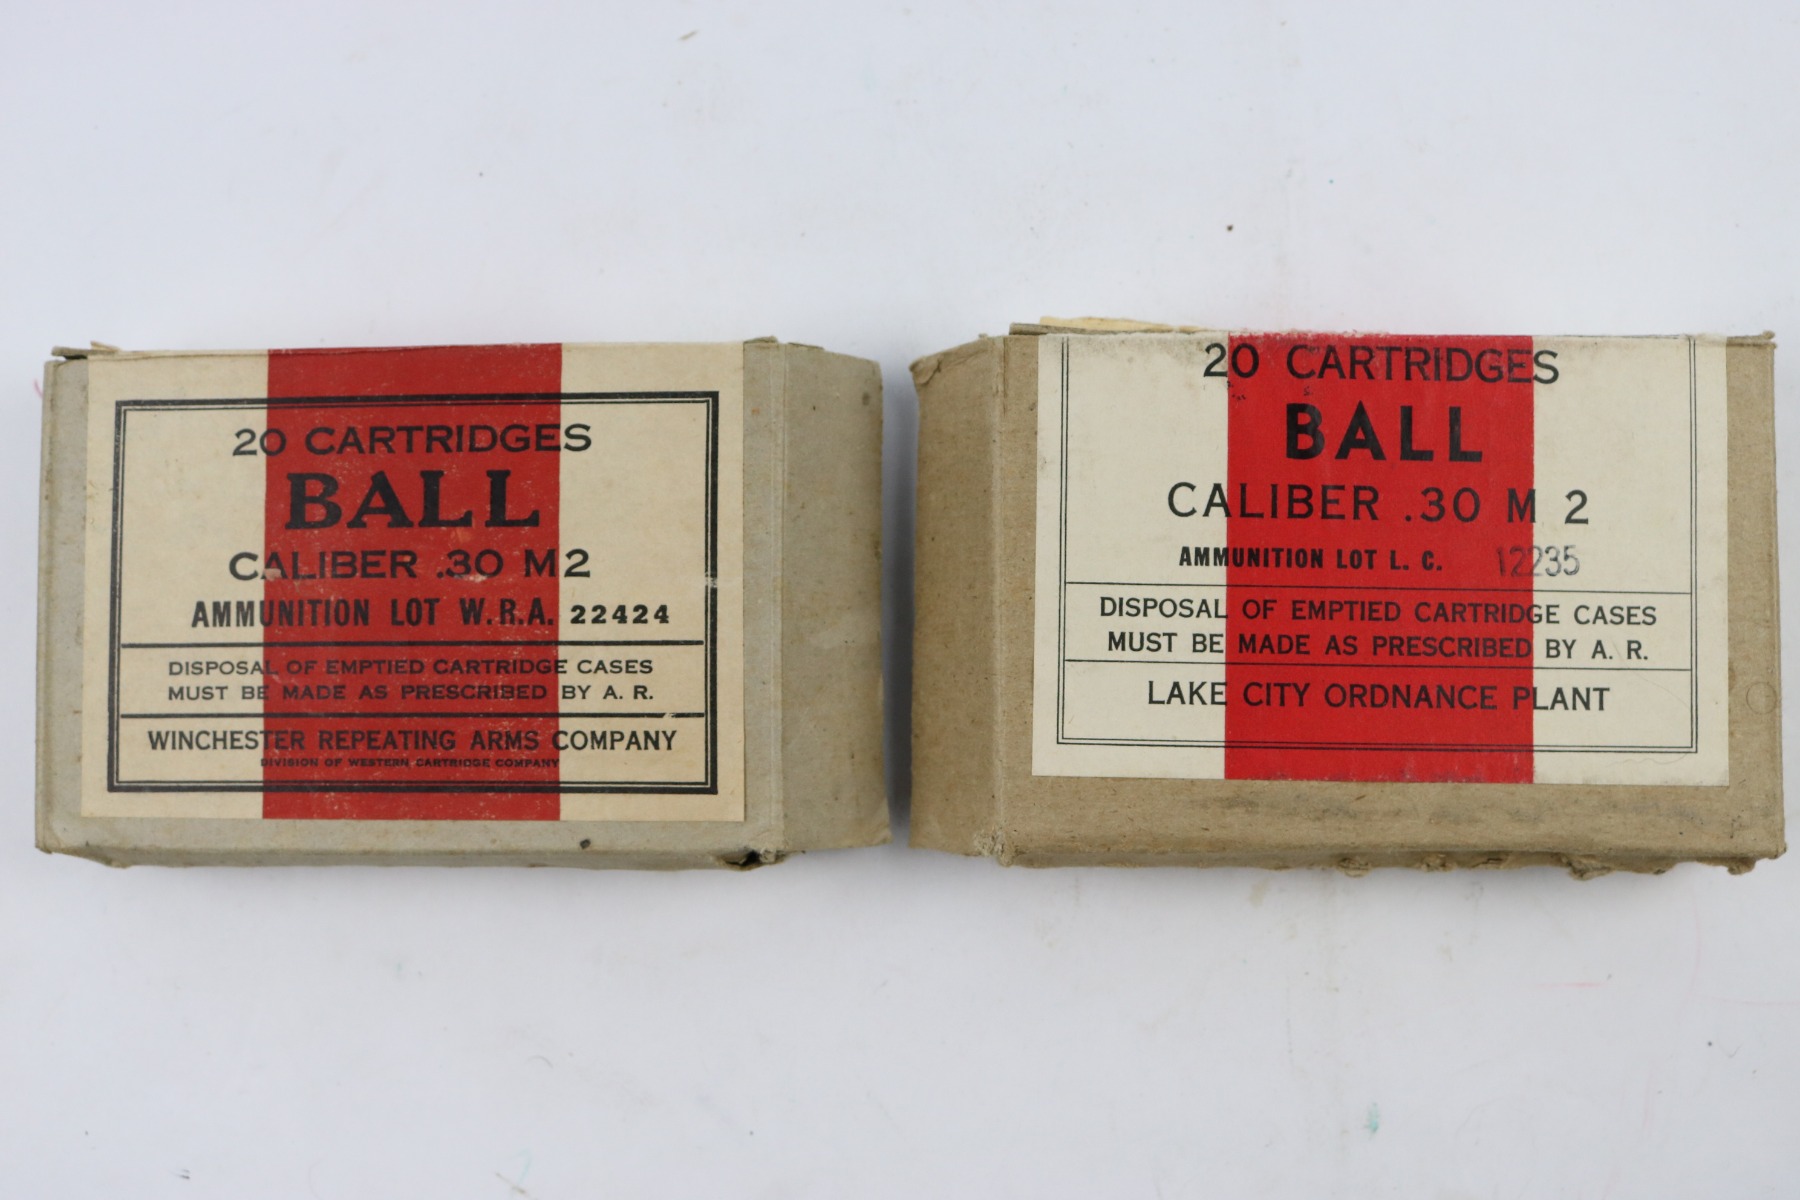 20 CARTRIDGES
BALL
CALIBER .30 M2
AMMUNITION LOT W.R.A. 22424
DISPOSAL OF EMPTIED CARTRIDGE CASES
MUST BE MADE AS PRESCRIBED BY A. R.
WINCHESTER REPEATING ARMS COMPANY
DIVISION OF WESTERN CARTRIDGE COMPANY
20 CARTRIDGES
BALL
CALIBER .30 M 2
AMMUNITION LOT L. C. 12235
DISPOSAL OF EMPTIED CARTRIDGE CASES
MUST BE MADE AS PRESCRIBED BY A. R.
LAKE CITY ORDNANCE PLANT